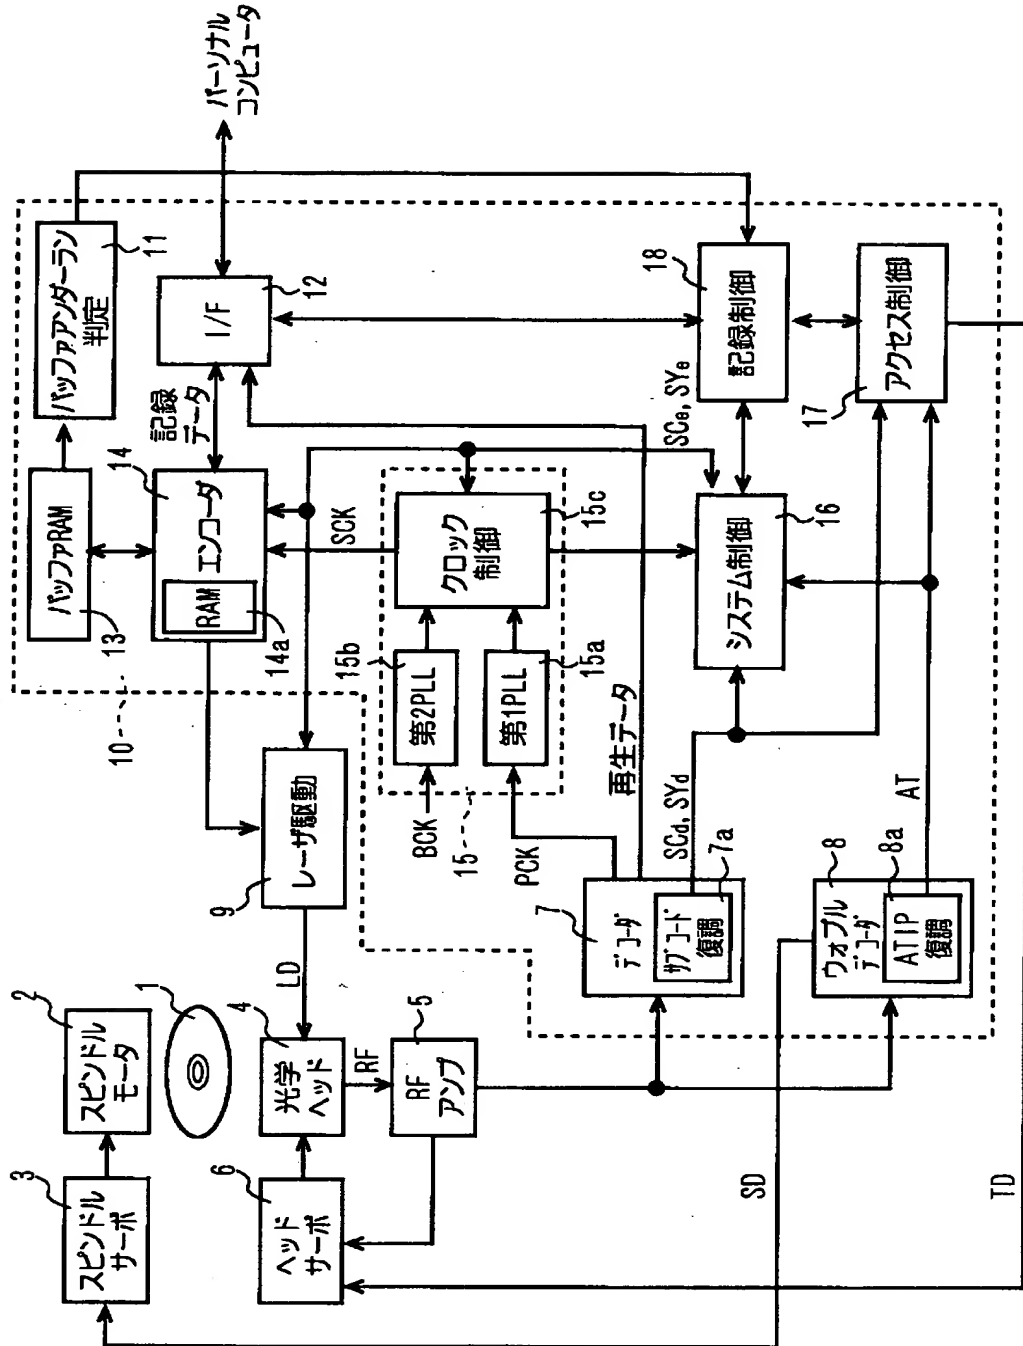 3
スピンドル
サーボ
2
スピンドル
モータ
1
バッファRAM
13
バッファアンダーラン
判定
11
10
6
ヘッド
サーボ
4
光学
ヘッド
LD
9
レーザ駆動
14
エンコーダ
RAM
14a
記録
データ
I/F
12
パーソナル
コンピュータ
RF
5
RF
アンプ
BCK
第2PLL
15b
SCK
PCK
第1PLL
15a
15
クロック
制御
15c
再生データ
7
デコーダ
サブコード
復調
7a
SCd, SYd
システム制御
16
SCe, SYe
記録制御
18
SD
ウォブル
デコーダ
8
ATIP
復調
8a
AT
17
アクセス制御
TD